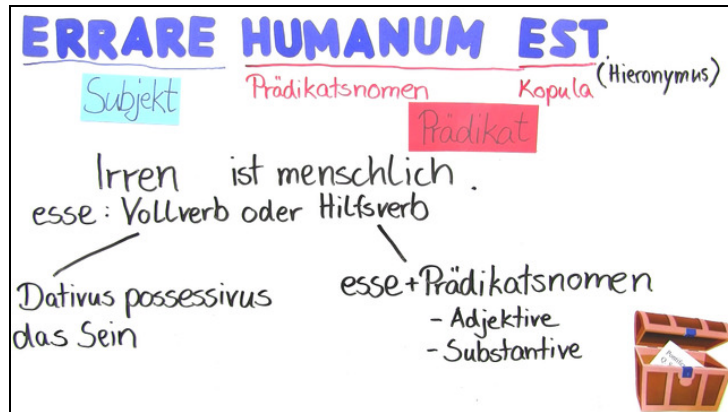 ERRARE HUMANUM EST
(Hieronymus)
Subjekt
Prädikatsnomen
Kopula
Prädikat
Irren ist menschlich.
esse: Vollverb oder Hilfsverb
Dativus possessivus
das Sein
esse + Prädikatsnomen
- Adjektive
- Substantive